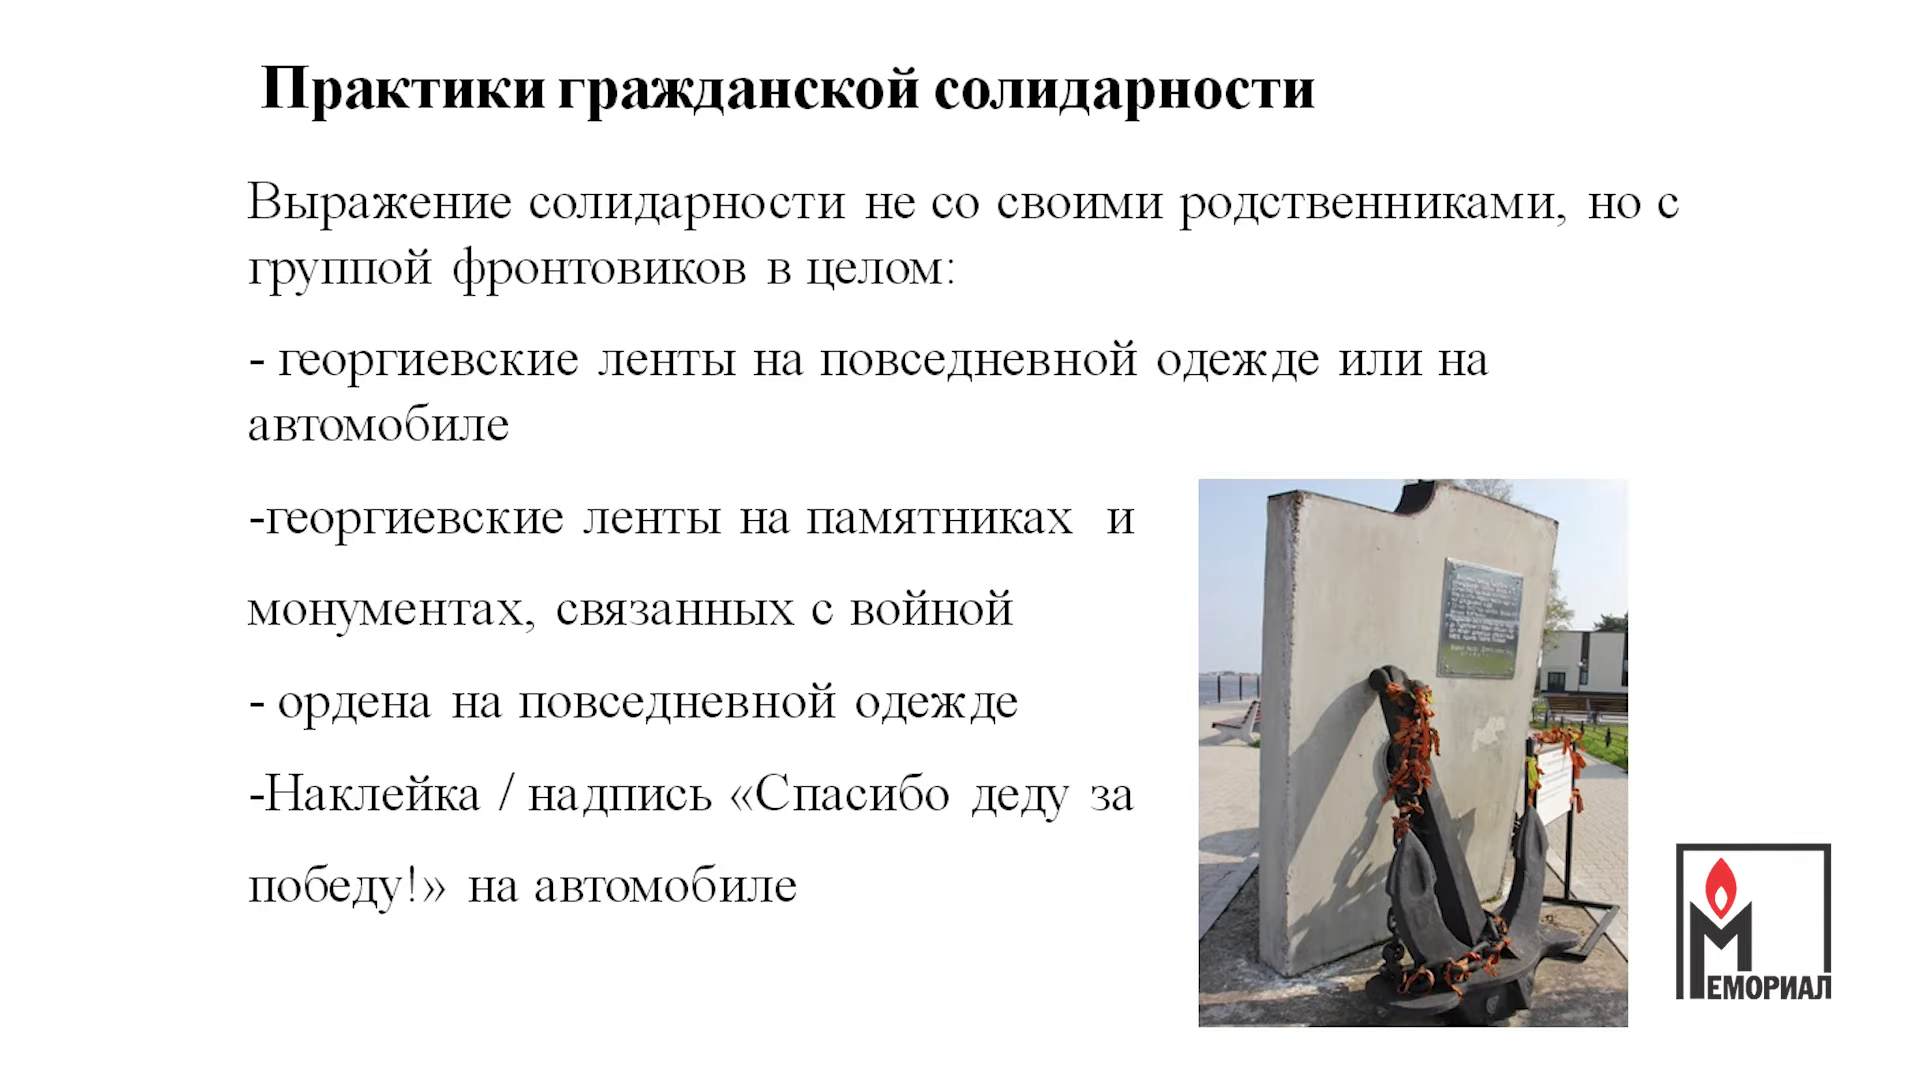 Практики гражданской солидарности
Выражение солидарности не со своими родственниками, но с
группой фронтовиков в целом:
- георгиевские ленты на повседневной одежде или на
автомобиле
-георгиевские ленты на памятниках и
монументах, связанных с войной
- ордена на повседневной одежде
-Наклейка / надпись «Спасибо деду за
победу!» на автомобиле
МЕМОРИАЛ